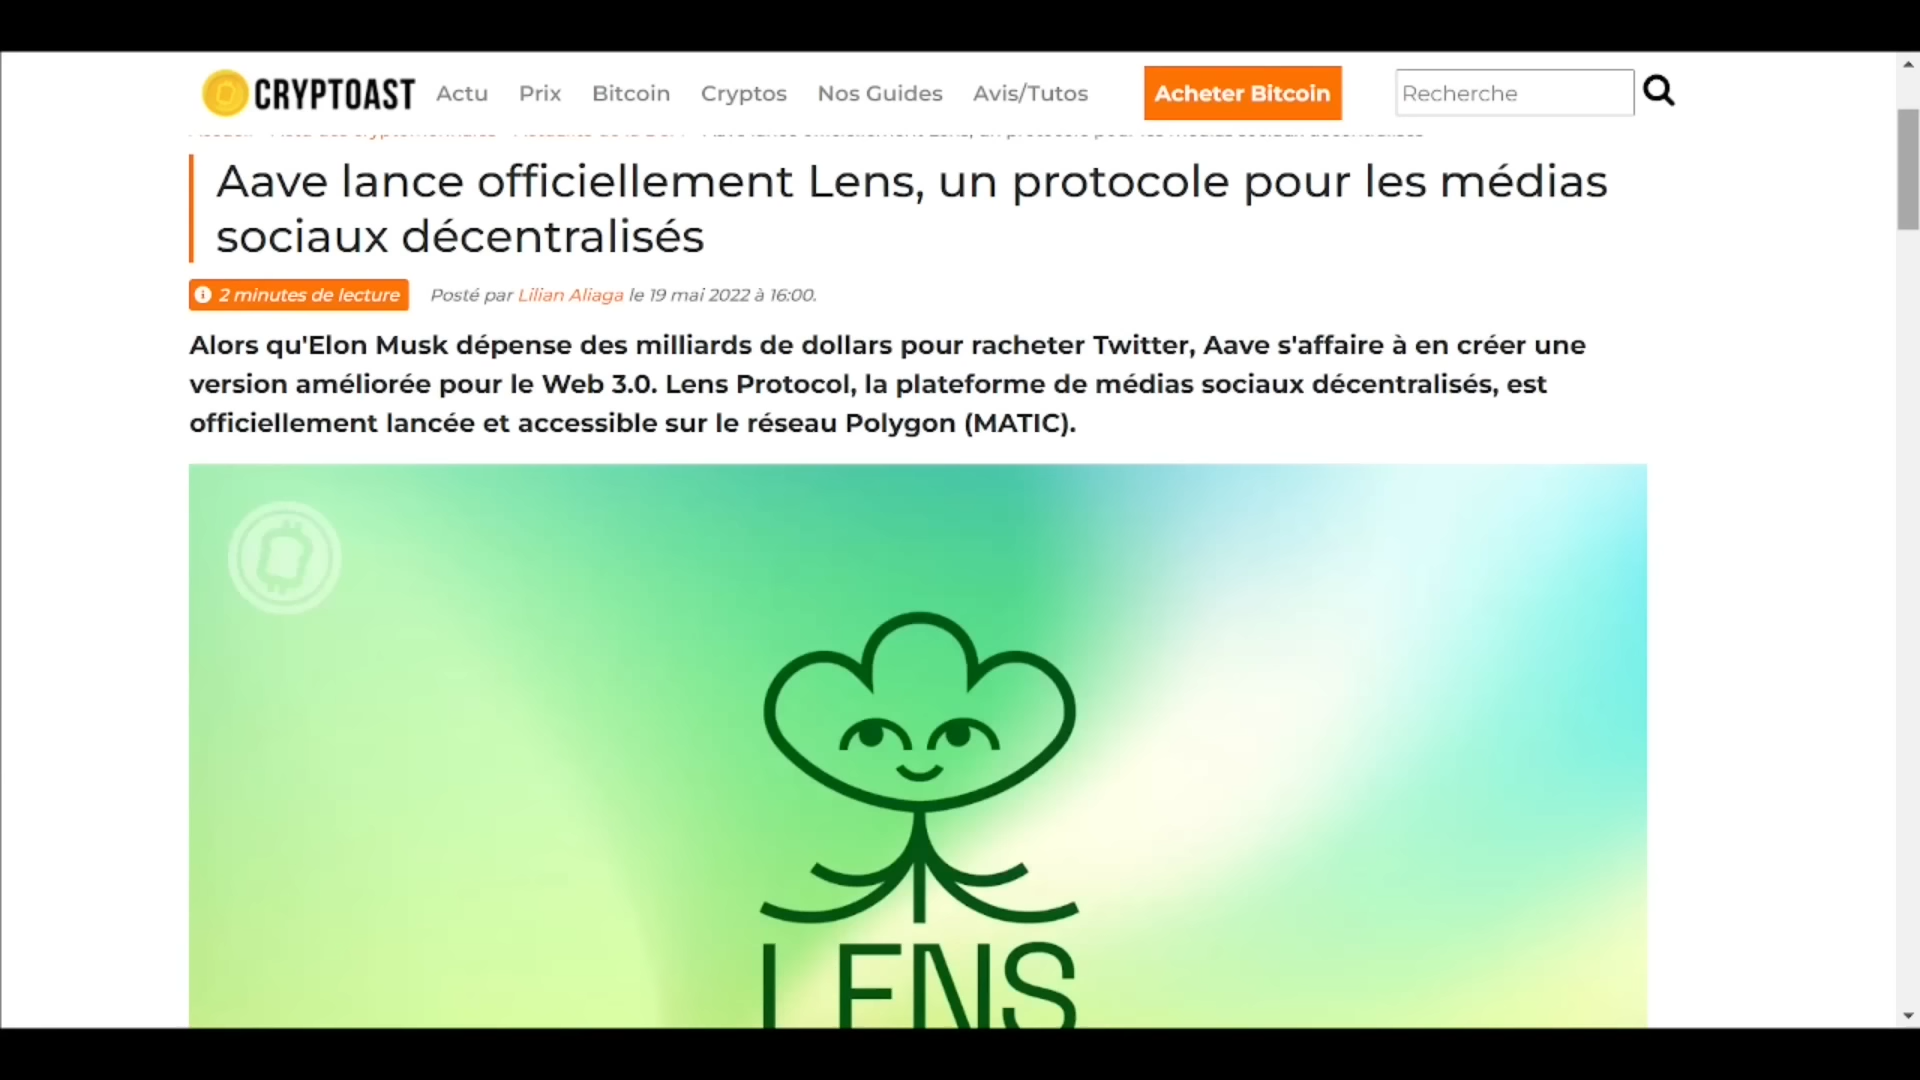 CRYPTOAST Actu Prix Bitcoin Cryptos Nos Guides Avis/Tutos Acheter Bitcoin Recherche
Aave lance officiellement Lens, un protocole pour les médias
sociaux décentralisés
2 minutes de lecture Posté par Lilian Aliaga le 19 mai 2022 à 16:00.
Alors qu'Elon Musk dépense des milliards de dollars pour racheter Twitter, Aave s'affaire à en créer une
version améliorée pour le Web 3.0. Lens Protocol, la plateforme de médias sociaux décentralisés, est
officiellement lancée et accessible sur le réseau Polygon (MATIC).
LENS